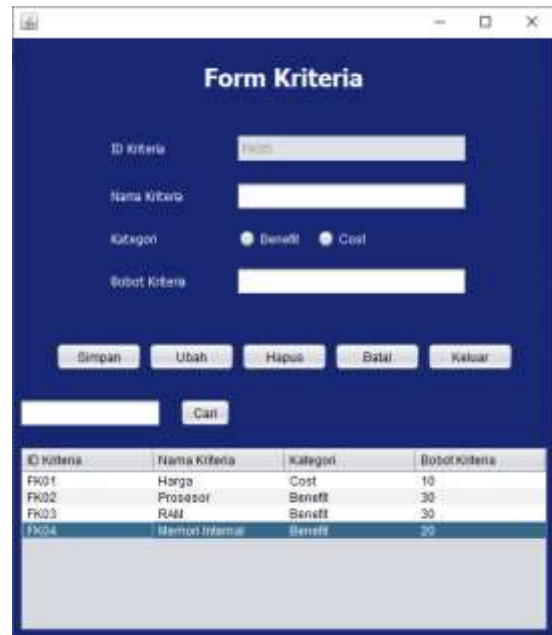 Form Kriteria
ID Kriteria FK05
Nama Kriteria
Kategori Benefit Cost
Bobot Kriteria
Simpan Ubah Hapus Batal Keluar
Cari
ID Kriteria Nama Kriteria Kategori Bobot Kriteria
FK01 Harga Cost 10
FK02 Prosesor Benefit 30
FK03 RAM Benefit 30
FK04 Memori Internal Benefit 20